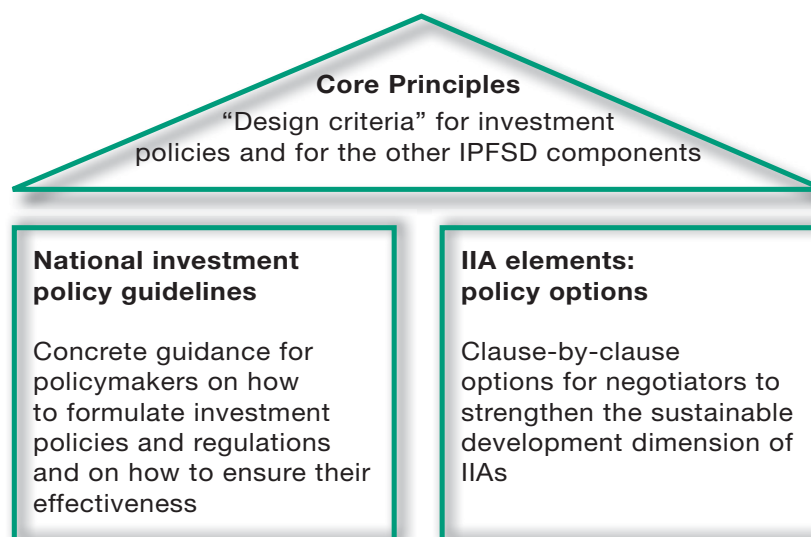 Core Principles
“Design criteria” for investment
policies and for the other IPFSD components
National investment
policy guidelines
Concrete guidance for
policymakers on how
to formulate investment
policies and regulations
and on how to ensure their
effectiveness
IIA elements:
policy options
Clause-by-clause
options for negotiators to
strengthen the sustainable
development dimension of
IIAs